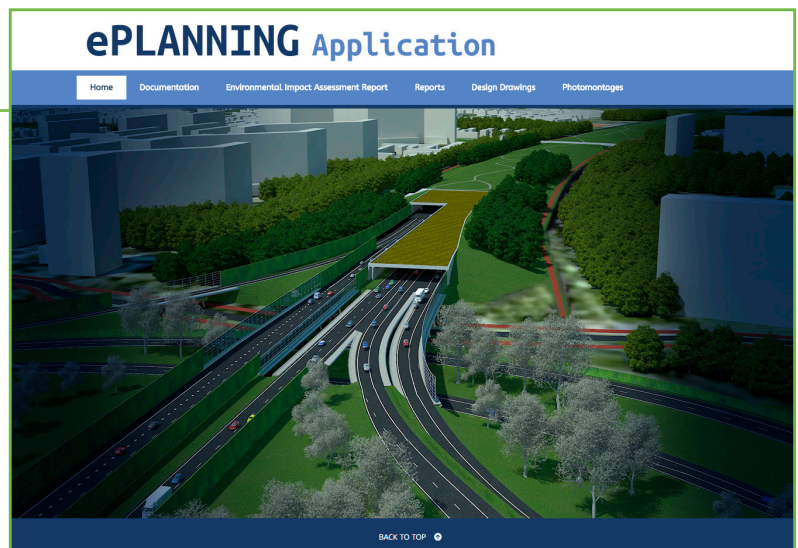 ePLANNING Application
Home Documentation Environmental Impact Assessment Report Reports Design Drawings Photomontages
BACK TO TOP